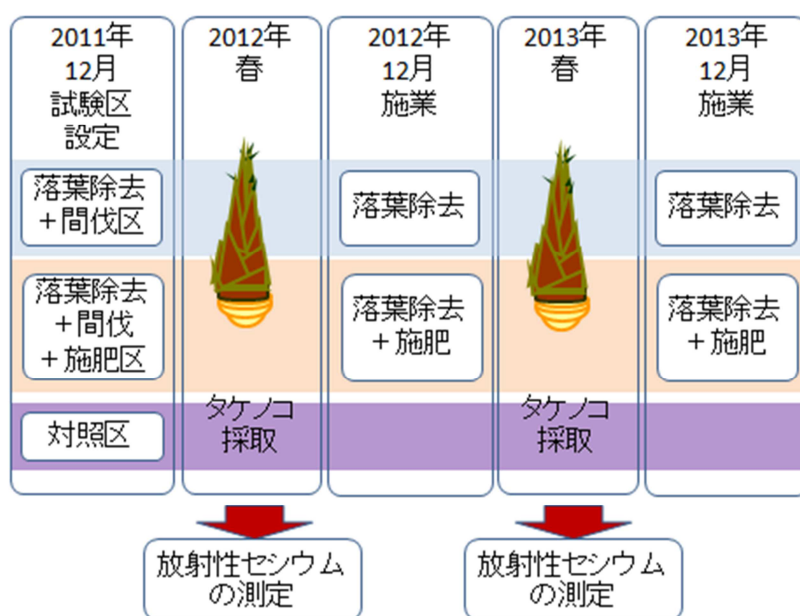 2011年
12月
試験区
設定
2012年
春
2012年
12月
施業
2013年
春
2013年
12月
施業
落葉除去
＋間伐区
落葉除去
落葉除去
落葉除去
＋間伐
＋施肥区
落葉除去
＋施肥
落葉除去
＋施肥
対照区
タケノコ
採取
タケノコ
採取
放射性セシウム
の測定
放射性セシウム
の測定